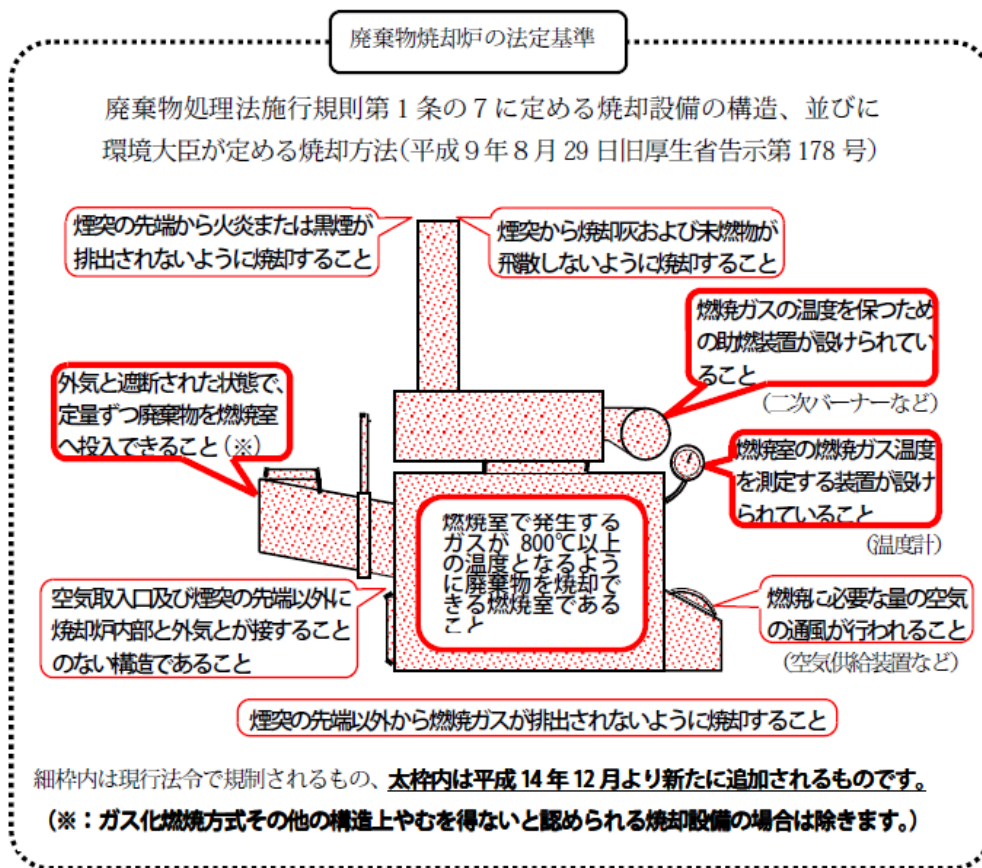 廃棄物焼却炉の法定基準
廃棄物処理法施行規則第1条の7に定める焼却設備の構造、並びに
環境大臣が定める焼却方法(平成9年8月29日旧厚生省告示第178号)
煙突の先端から火炎または黒煙が
排出されないように焼却すること
煙突から焼却灰および未燃物が
飛散しないように焼却すること
燃焼ガスの温度を保つため
の助燃装置が設けられてい
ること
(二次バーナーなど)
外気と遮断された状態で、
定量ずつ廃棄物を燃焼室
へ投入できること(※)
燃焼室の燃焼ガス温度
を測定する装置が設け
られていること
(温度計)
燃焼室で発生する
ガスが 800℃以上
の温度となるよう
に廃棄物を焼却で
きる燃焼室である
こと
空気取入口及び煙突の先端以外に
焼却炉内部と外気とが接すること
のない構造であること
燃焼に必要な量の空気
の通風が行われること
(空気供給装置など)
煙突の先端以外から燃焼ガスが排出されないように焼却すること
細枠内は現行法令で規制されるもの、太枠内は平成14年12月より新たに追加されるものです。
(※：ガス化燃焼方式その他の構造上やむを得ないと認められる焼却設備の場合は除きます。)